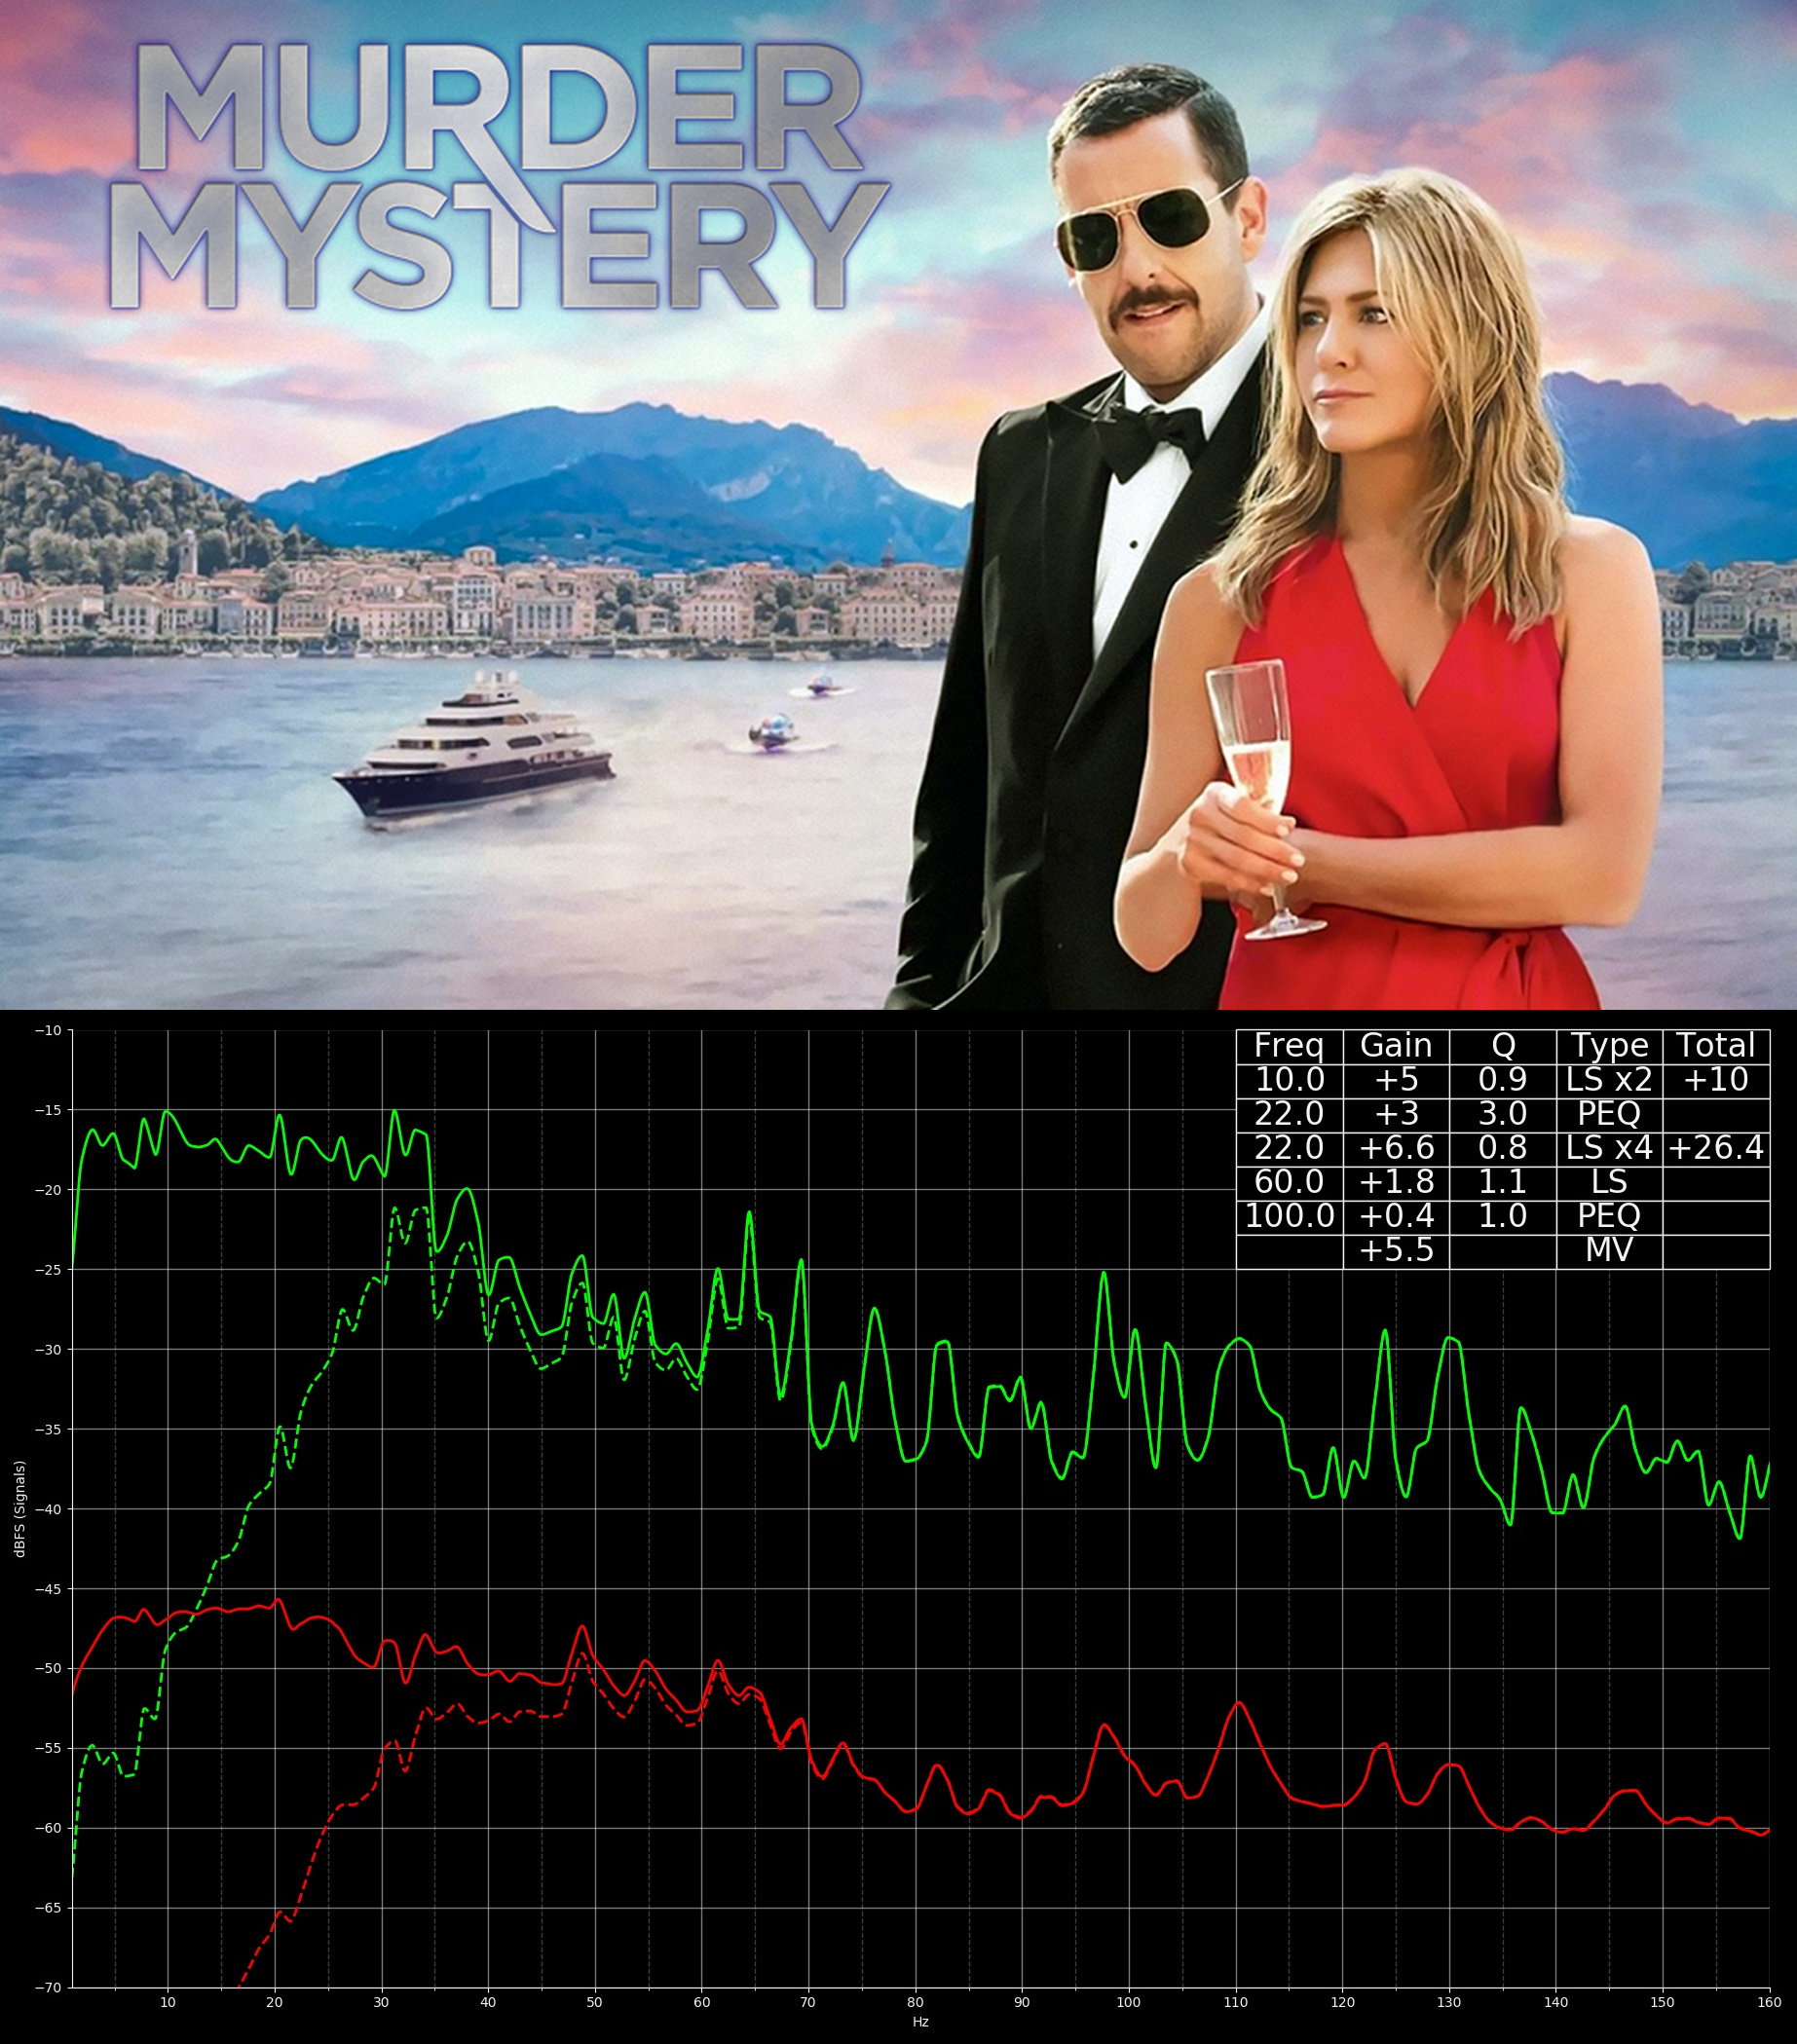 MURDER
MYSTERY
Freq Gain Q Type Total
10.0 +5 0.9 LS x2 +10
22.0 +3 3.0 PEQ
22.0 +6.6 0.8 LS x4 +26.4
60.0 +1.8 1.1 LS
100.0 +0.4 1.0 PEQ
+5.5 MV
−10
−15
−20
−25
−30
−35
−40
−45
−50
−55
−60
−65
−70
dBFS (Signals)
10 20 30 40 50 60 70 80 90 100 110 120 130 140 150 160
Hz